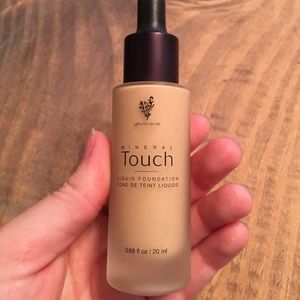 YOUNIQUE
MINERAL
Touch
LIQUID FOUNDATION
FOND DE TEINT LIQUIDE
0.68 fl oz / 20 ml